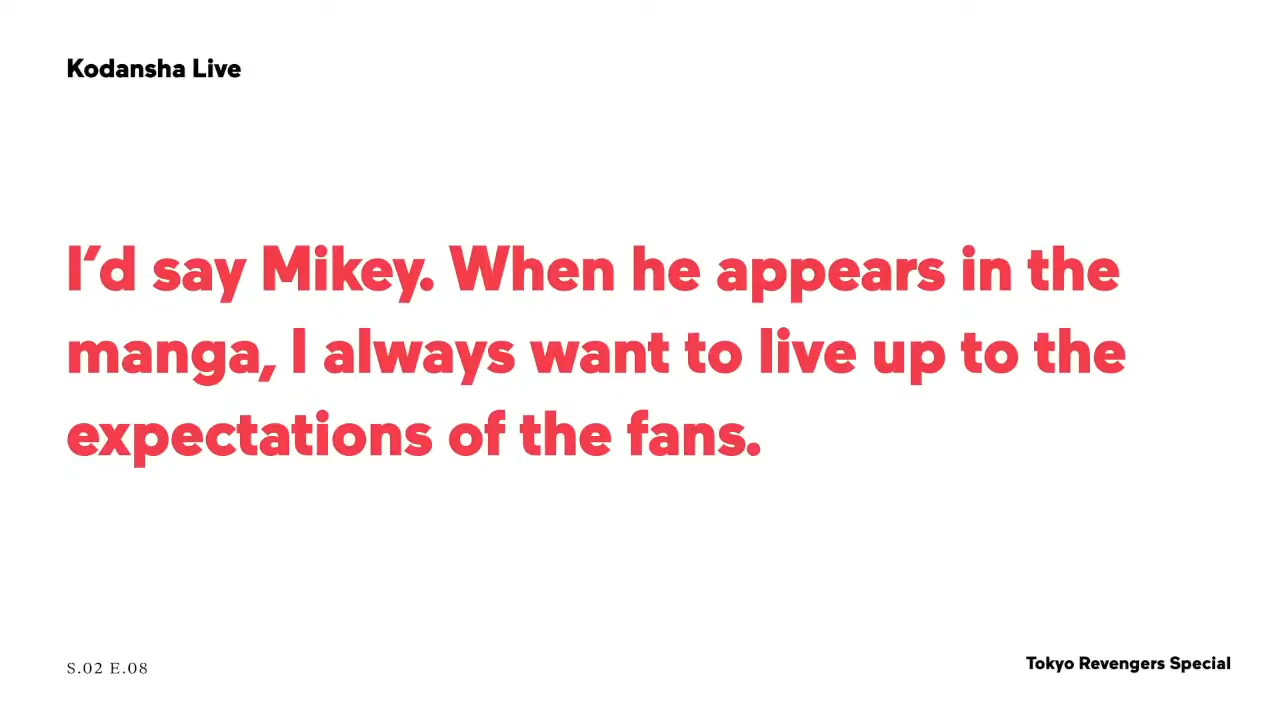 Kodansha Live
I’d say Mikey. When he appears in the
manga, I always want to live up to the
expectations of the fans.
S.02 E.08
Tokyo Revengers Special